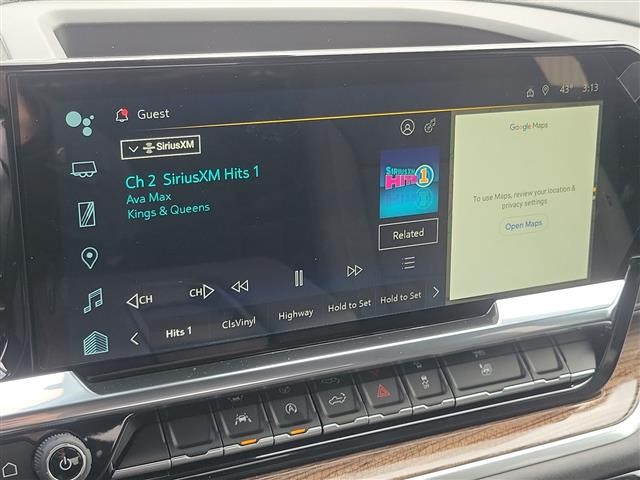 Guest
43° 3:13
SiriusXM
Ch 2 SiriusXM Hits 1
Ava Max
Kings & Queens
SIRIUSXM
HITS 1
Related
CH CH
Hits 1 ClsVinyl Highway Hold to Set Hold to Set
Google Maps
To use Maps, review your location &
privacy settings
Open Maps